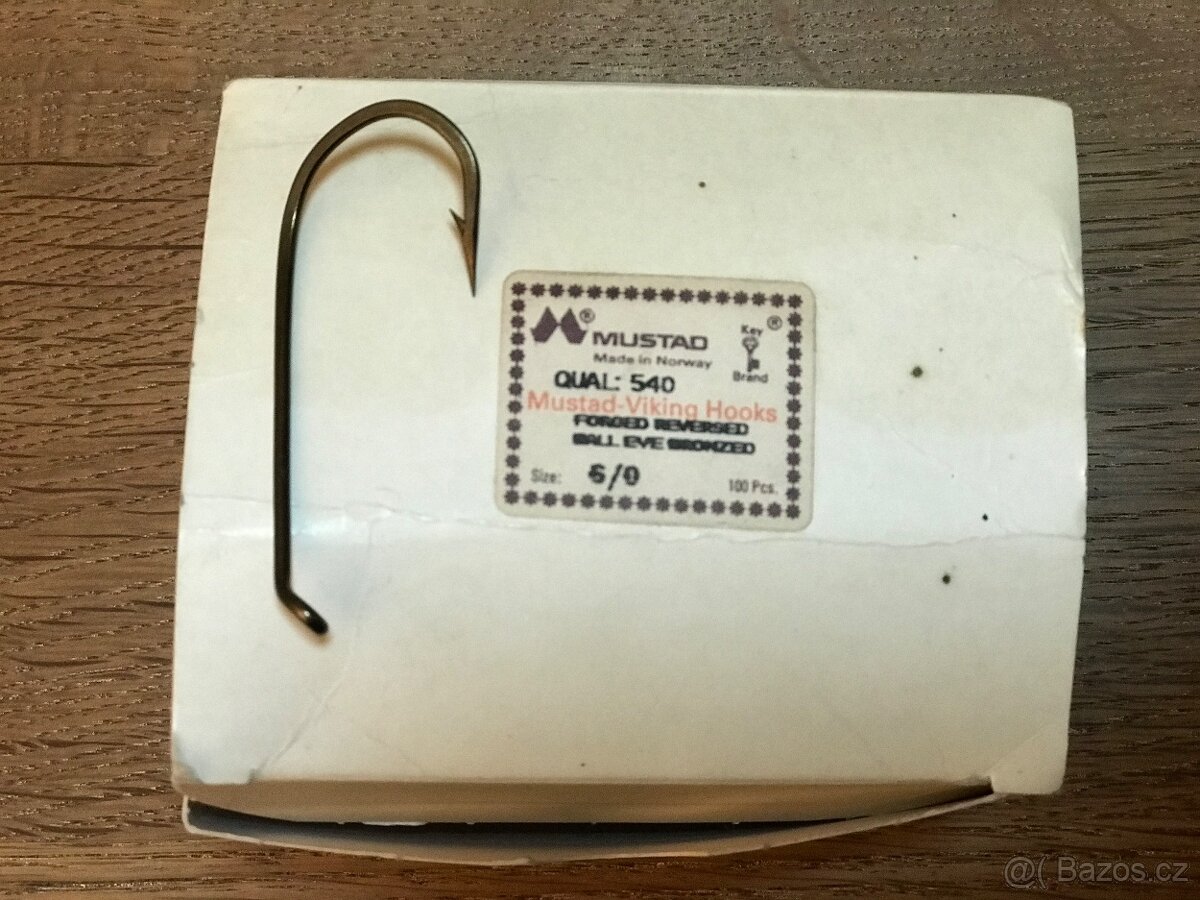 ® MUSTAD Key ®
Made in Norway Brand
QUAL: 540
Mustad-Viking Hooks
FORGED REVERSED
BALL EYE BRONZED
Size: 6/0 100 Pcs.
@( Bazos.cz